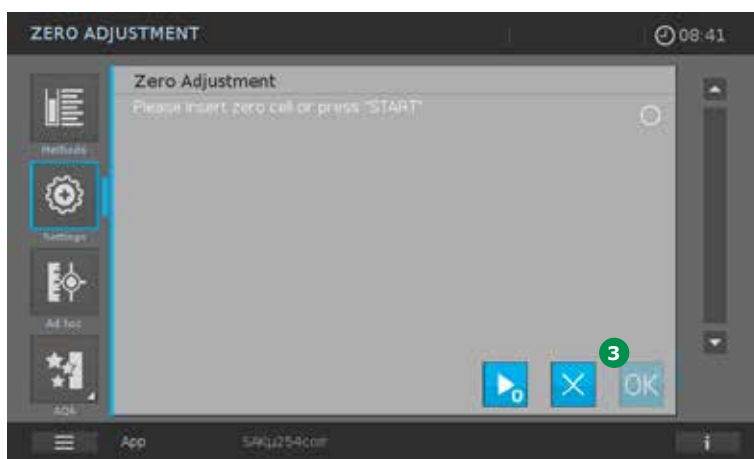 ZERO ADJUSTMENT
08:41
Zero Adjustment
Please insert zero cell or press "START"
Methods
Settings
Ad hoc
AQA
3
0
OK
App
i